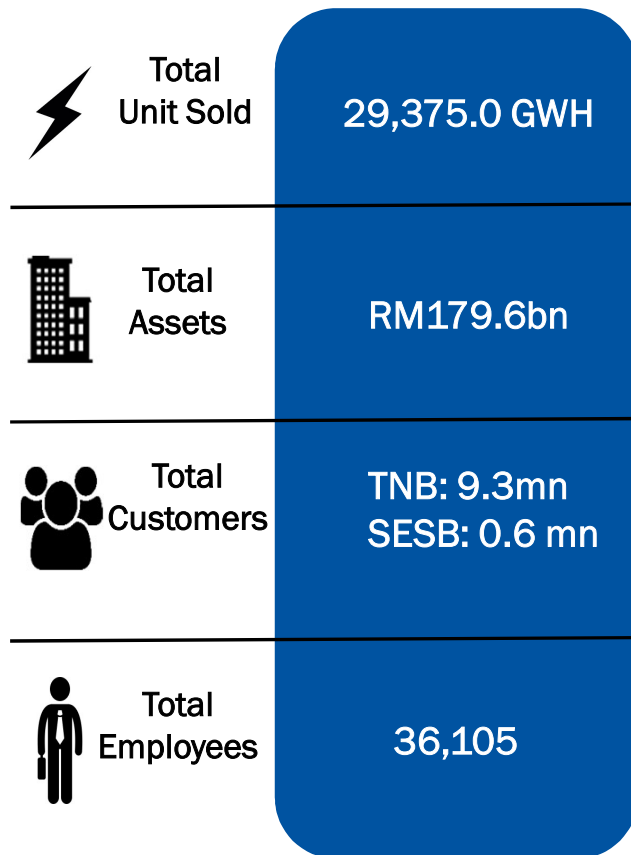 Total
Unit Sold
29,375.0 GWH
Total
Assets
RM179.6bn
Total
Customers
TNB: 9.3mn
SESB: 0.6 mn
Total
Employees
36,105